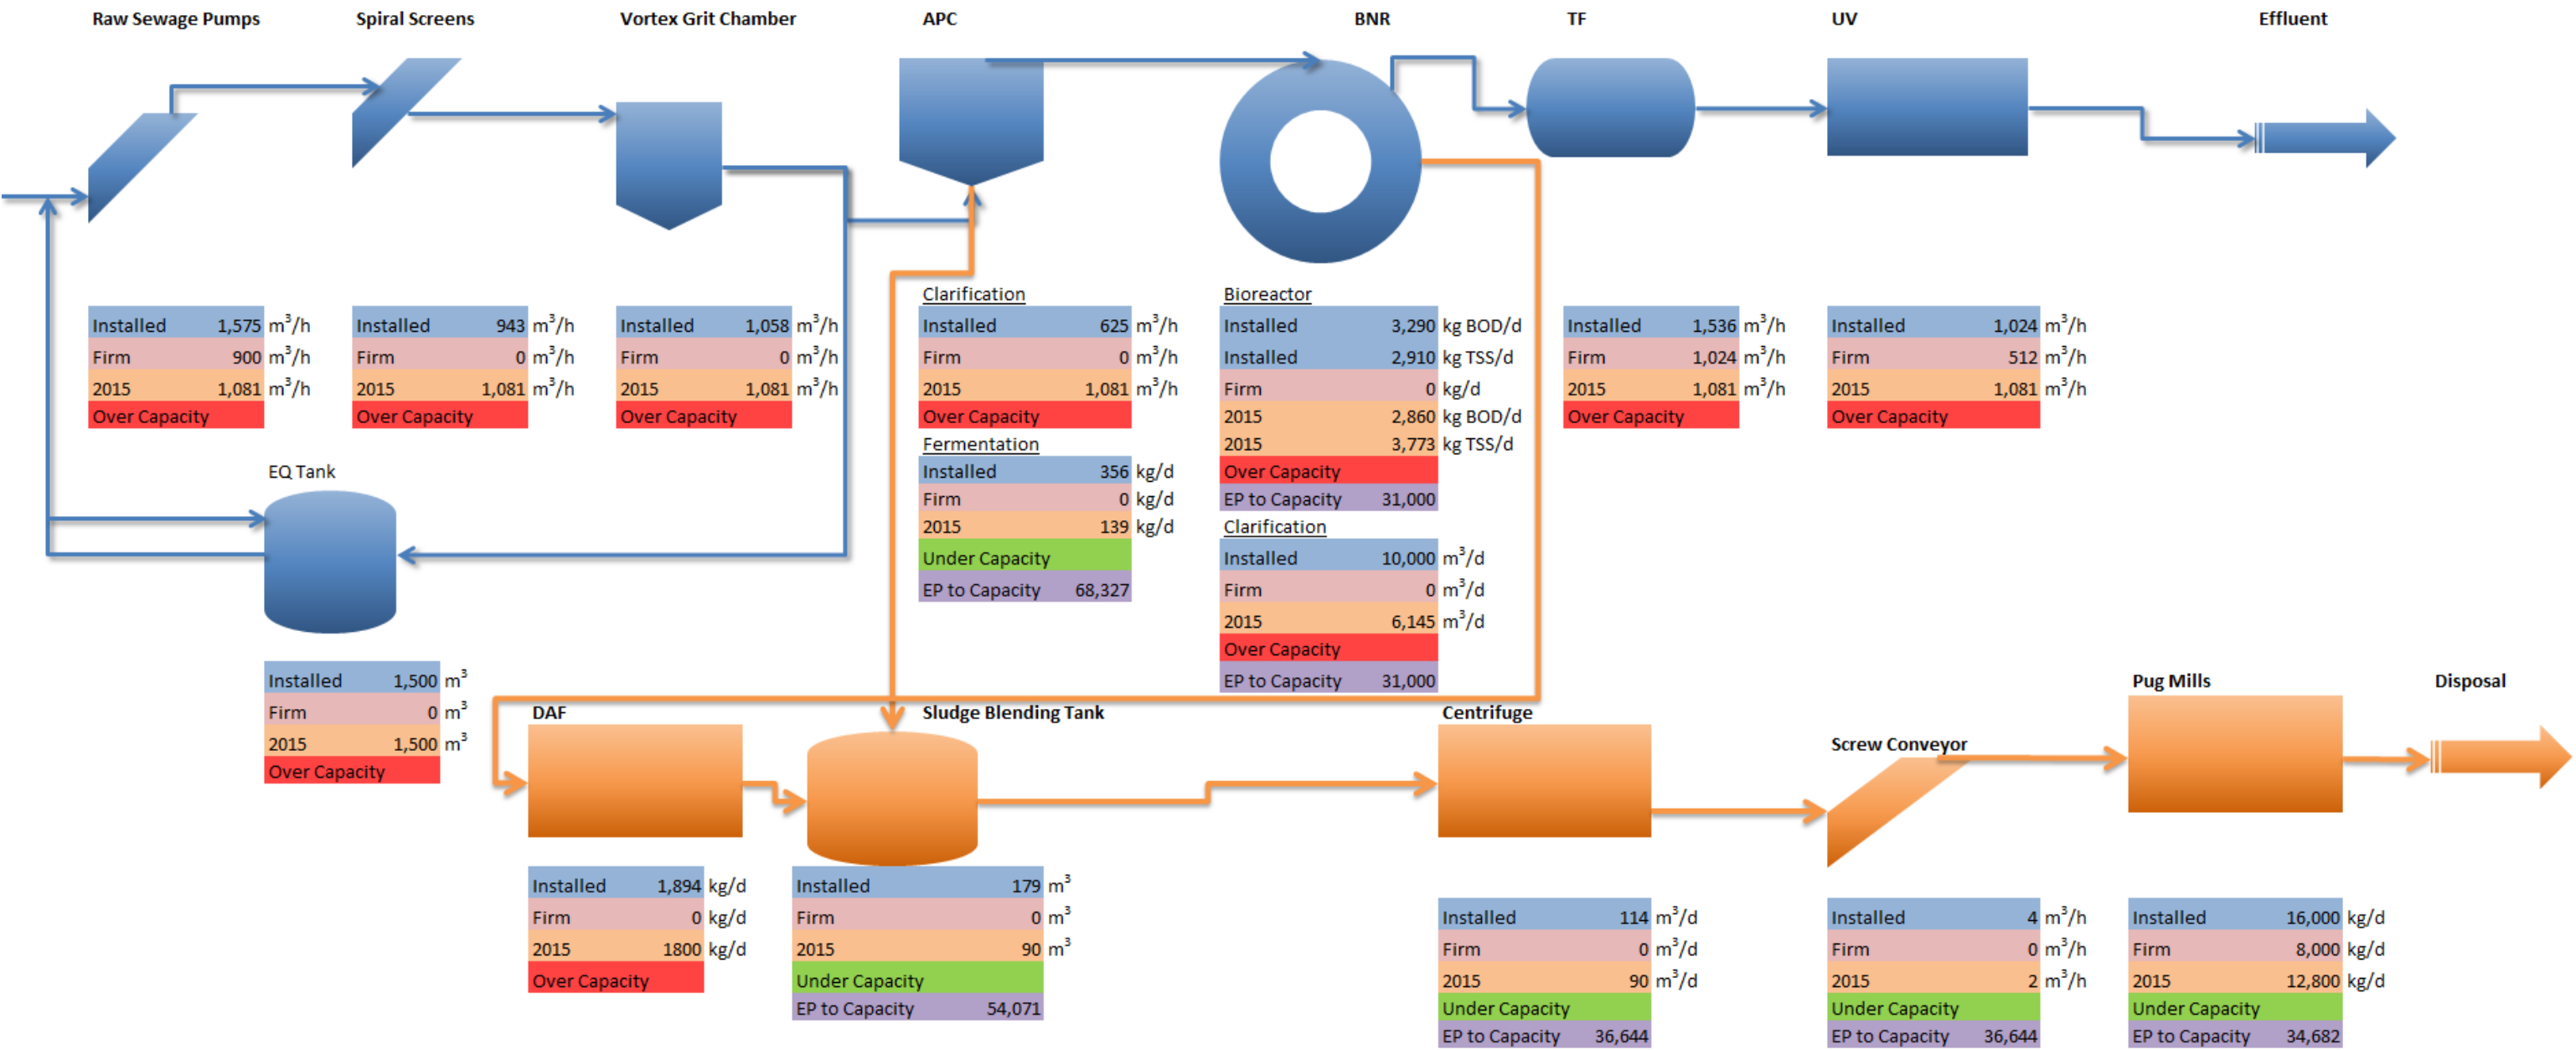 Raw Sewage Pumps
Spiral Screens
Vortex Grit Chamber
APC
BNR
TF
UV
Effluent
Installed 1,575 m³/h
Firm 900 m³/h
2015 1,081 m³/h
Over Capacity
Installed 943 m³/h
Firm 0 m³/h
2015 1,081 m³/h
Over Capacity
Installed 1,058 m³/h
Firm 0 m³/h
2015 1,081 m³/h
Over Capacity
Clarification
Installed 625 m³/h
Firm 0 m³/h
2015 1,081 m³/h
Over Capacity
Fermentation
Installed 356 kg/d
Firm 0 kg/d
2015 139 kg/d
Under Capacity
EP to Capacity 68,327
Bioreactor
Installed 3,290 kg BOD/d
Installed 2,910 kg TSS/d
Firm 0 kg/d
2015 2,860 kg BOD/d
2015 3,773 kg TSS/d
Over Capacity
EP to Capacity 31,000
Clarification
Installed 10,000 m³/d
Firm 0 m³/d
2015 6,145 m³/d
Over Capacity
EP to Capacity 31,000
Installed 1,536 m³/h
Firm 1,024 m³/h
2015 1,081 m³/h
Over Capacity
Installed 1,024 m³/h
Firm 512 m³/h
2015 1,081 m³/h
Over Capacity
EQ Tank
Installed 1,500 m³
Firm 0 m³
2015 1,500 m³
Over Capacity
DAF
Sludge Blending Tank
Centrifuge
Screw Conveyor
Pug Mills
Disposal
Installed 1,894 kg/d
Firm 0 kg/d
2015 1800 kg/d
Over Capacity
Installed 179 m³
Firm 0 m³
2015 90 m³
Under Capacity
EP to Capacity 54,071
Installed 114 m³/d
Firm 0 m³/d
2015 90 m³/d
Under Capacity
EP to Capacity 36,644
Installed 4 m³/h
Firm 0 m³/h
2015 2 m³/h
Under Capacity
EP to Capacity 36,644
Installed 16,000 kg/d
Firm 8,000 kg/d
2015 12,800 kg/d
Under Capacity
EP to Capacity 34,682